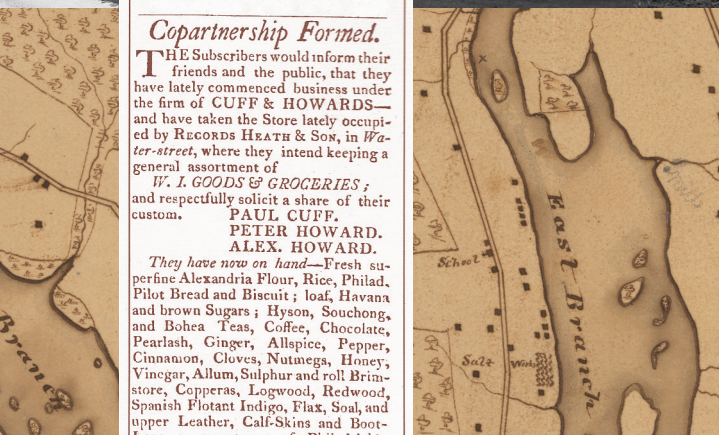 Copartnership Formed.
THE Subscribers would inform their
friends and the public, that they
have lately commenced business under
the firm of CUFF & HOWARDS—
and have taken the Store lately occupi-
ed by RECORDS HEATH & SON, in Wa-
ter-street, where they intend keeping a
general assortment of
W. I. GOODS & GROCERIES;
and respectfully solicit a share of their
custom. PAUL CUFF.
PETER HOWARD.
ALEX. HOWARD.
They have now on hand—Fresh su-
perfine Alexandria Flour, Rice, Philad.
Pilot Bread and Biscuit; loaf, Havana
and brown Sugars; Hyson, Souchong,
and Bohea Teas, Coffee, Chocolate,
Pearlash, Ginger, Allspice, Pepper,
Cinnamon, Cloves, Nutmegs, Honey,
Vinegar, Allum, Sulphur and roll Brim-
store, Copperas, Logwood, Redwood,
Spanish Flotant Indigo, Flax, Soal, and
upper Leather, Calf-Skins and Boot-
Branch
East Branch
School
Salt Works